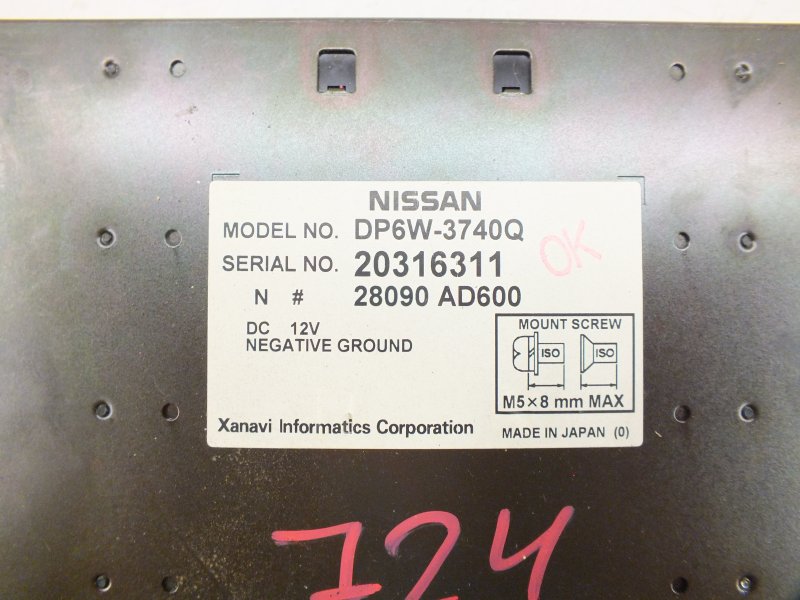 NISSAN
MODEL NO. DP6W-3740Q
OK
SERIAL NO. 20316311
N # 28090 AD600
DC 12V
NEGATIVE GROUND
MOUNT SCREW
ISO ISO
M5×8 mm MAX
Xanavi Informatics Corporation
MADE IN JAPAN (0)
724